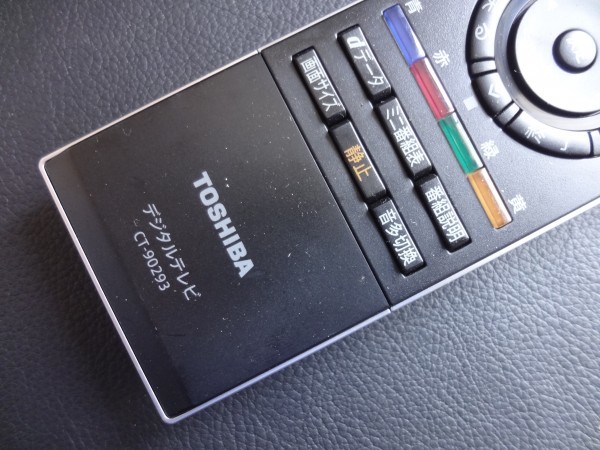 青
赤
緑
黄
dデータ
ミニ番組表
番組説明
画面サイズ
静止
音多切換
TOSHIBA
デジタルテレビ
CT-90293